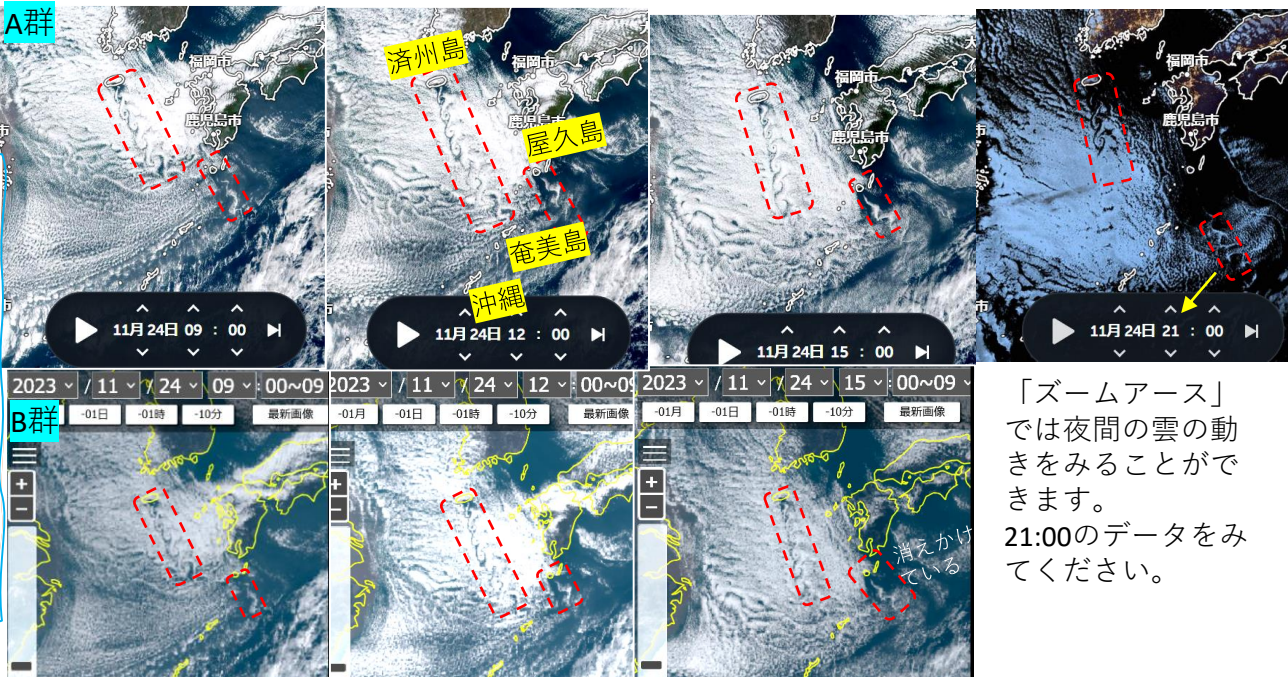 A群
福岡市
鹿児島市
市
市
11月 24日 09 : 00
済州島
福岡市
鹿児
屋久島
奄美島
沖縄
11月 24日 12 : 00
福岡市
鹿児島市
11月 24日 15 : 00
福岡市
鹿児島市
11月 24日 21 : 00
B群
2023 / 11 / 24 09 : 00~09
-01日 -01時 -10分 最新画像
+
−
2023 / 11 / 24 12 : 00~09
-01月 -01日 -01時 -10分 最新画像
+
−
2023 / 11 / 24 15 : 00~09
-01月 -01日 -01時 -10分 最新画像
+
−
消えかけ
ている
「ズームアース」
では夜間の雲の動
きをみることがで
きます。
21:00のデータをみ
てください。